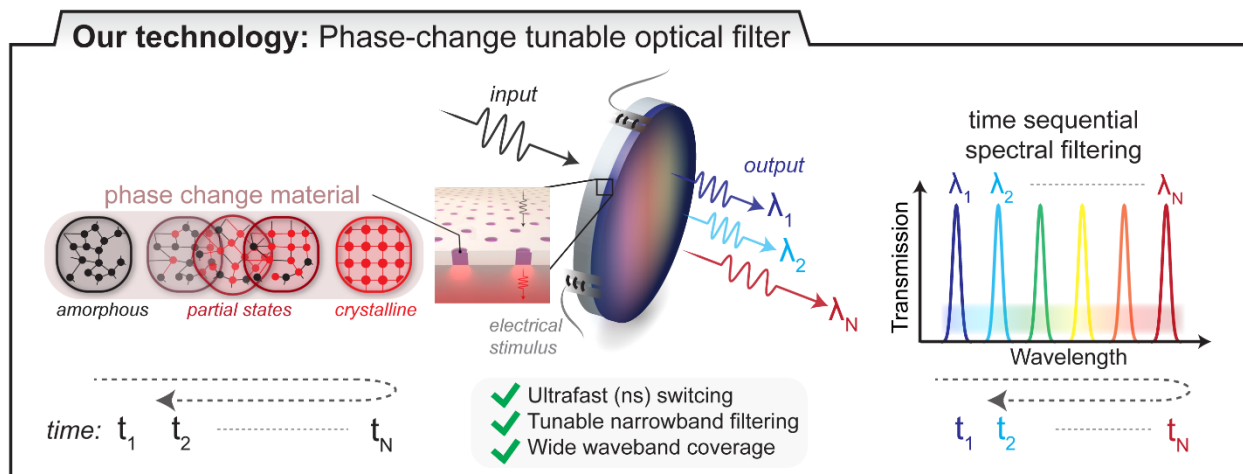 Our technology: Phase-change tunable optical filter
input
phase change material
amorphous
partial states
crystalline
electrical
stimulus
output
λ1
λ2
λN
time: t1 t2 tN
Ultrafast (ns) switcing
Tunable narrowband filtering
Wide waveband coverage
time sequential
spectral filtering
λ1 λ2 λN
Transmission
Wavelength
t1 t2 tN